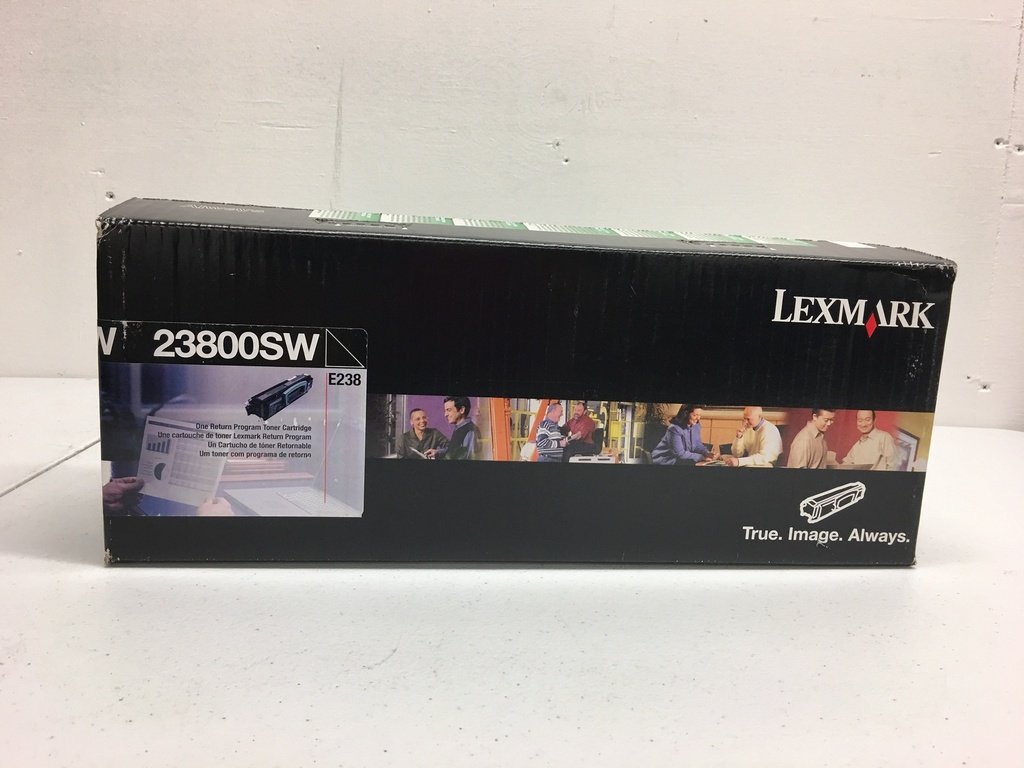 LEXMARK
W 23800SW
E238
One Return Program Toner Cartridge
Une cartouche de toner Lexmark Return Program
Un Cartucho de tóner Retornable
Um toner com programa de retorno
True. Image. Always.